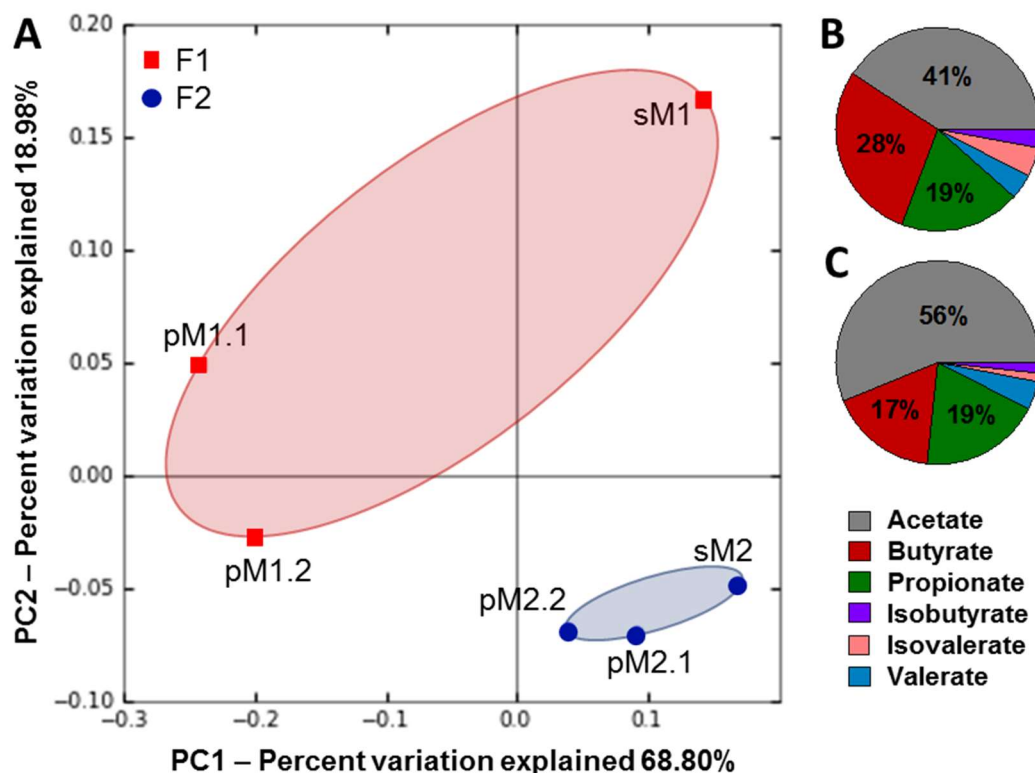 A
PC2 – Percent variation explained 18.98%
0.20
0.15
0.10
0.05
0.00
−0.05
−0.10
F1
F2
sM1
pM1.1
pM1.2
sM2
pM2.2
pM2.1
−0.3
−0.2
−0.1
0.0
0.1
PC1 – Percent variation explained 68.80%
B
41%
28%
19%
C
56%
17%
19%
Acetate
Butyrate
Propionate
Isobutyrate
Isovalerate
Valerate